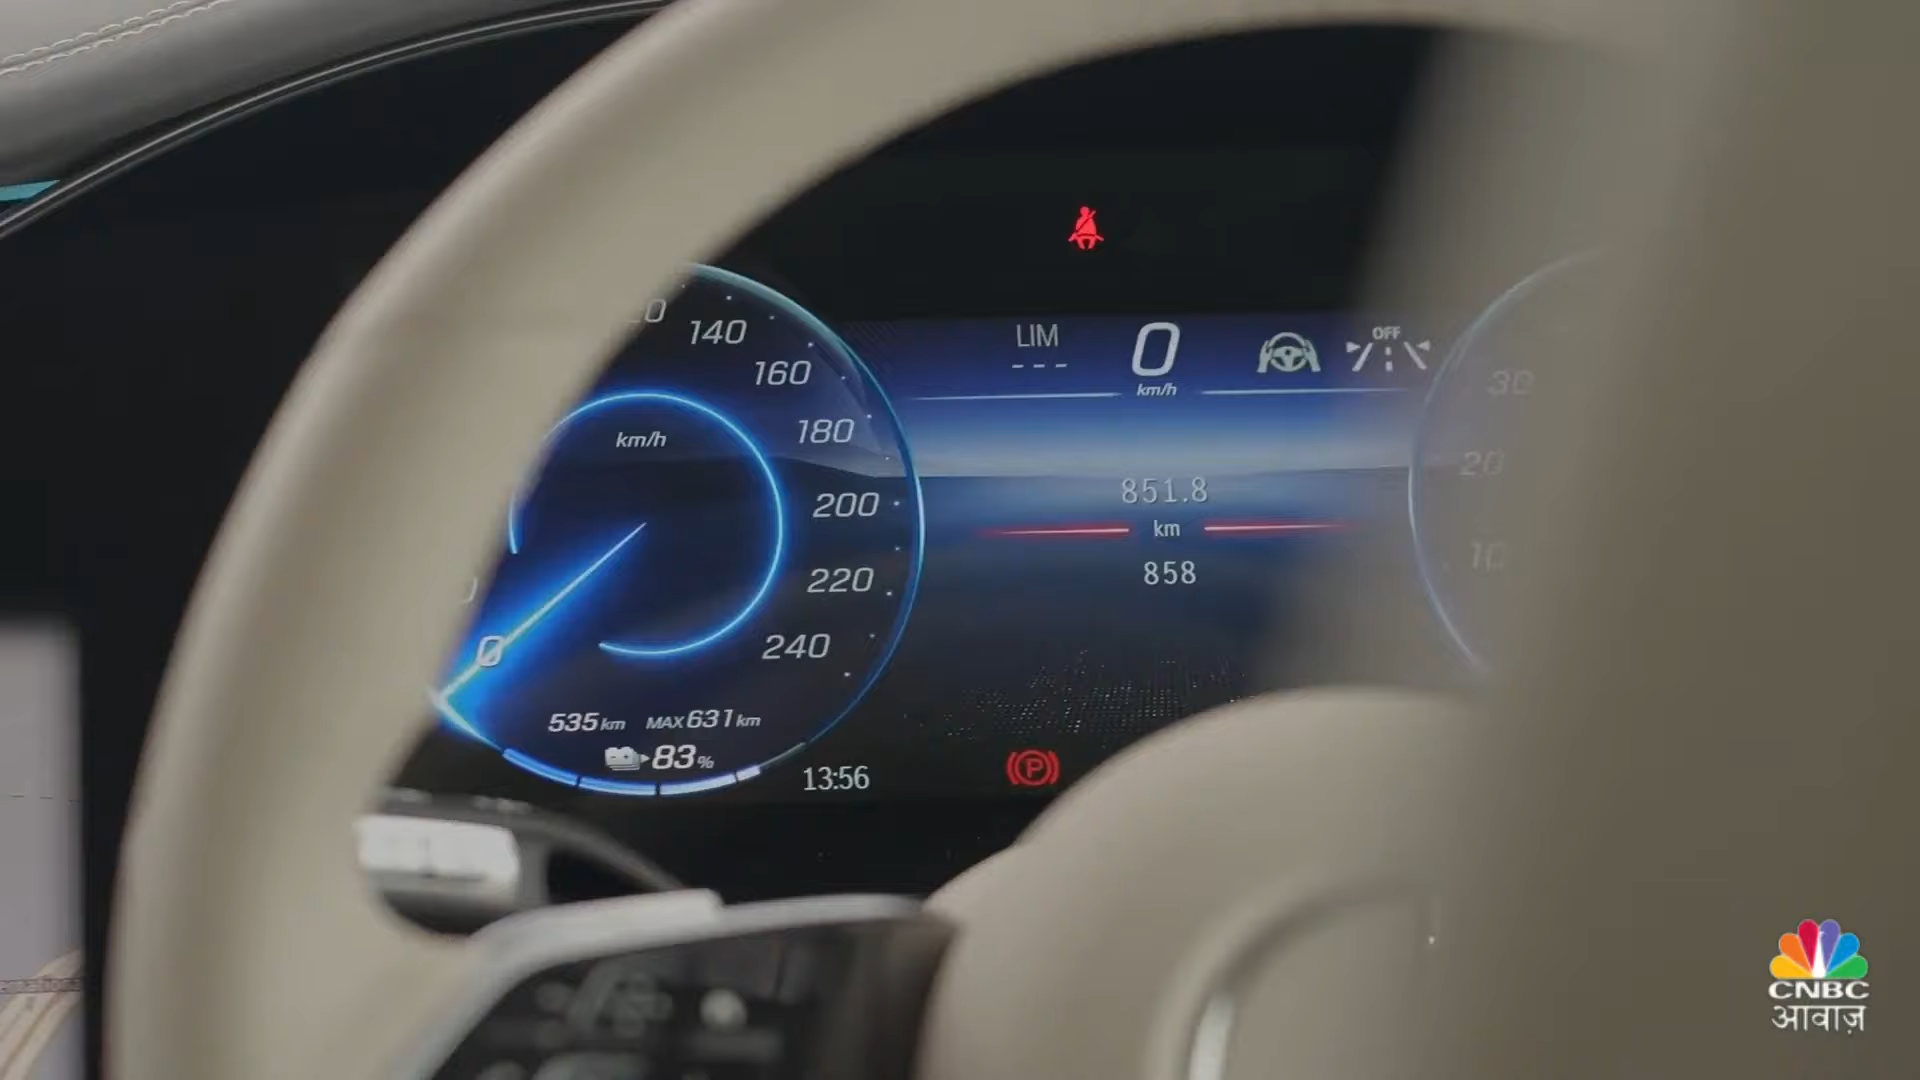 140
160
180
200
220
240
km/h
0
535 km MAX 631 km
83 %
13:56
LIM
- - -
0
km/h
OFF
851.8
km
858
P
30
20
10
CNBC
आवाज़